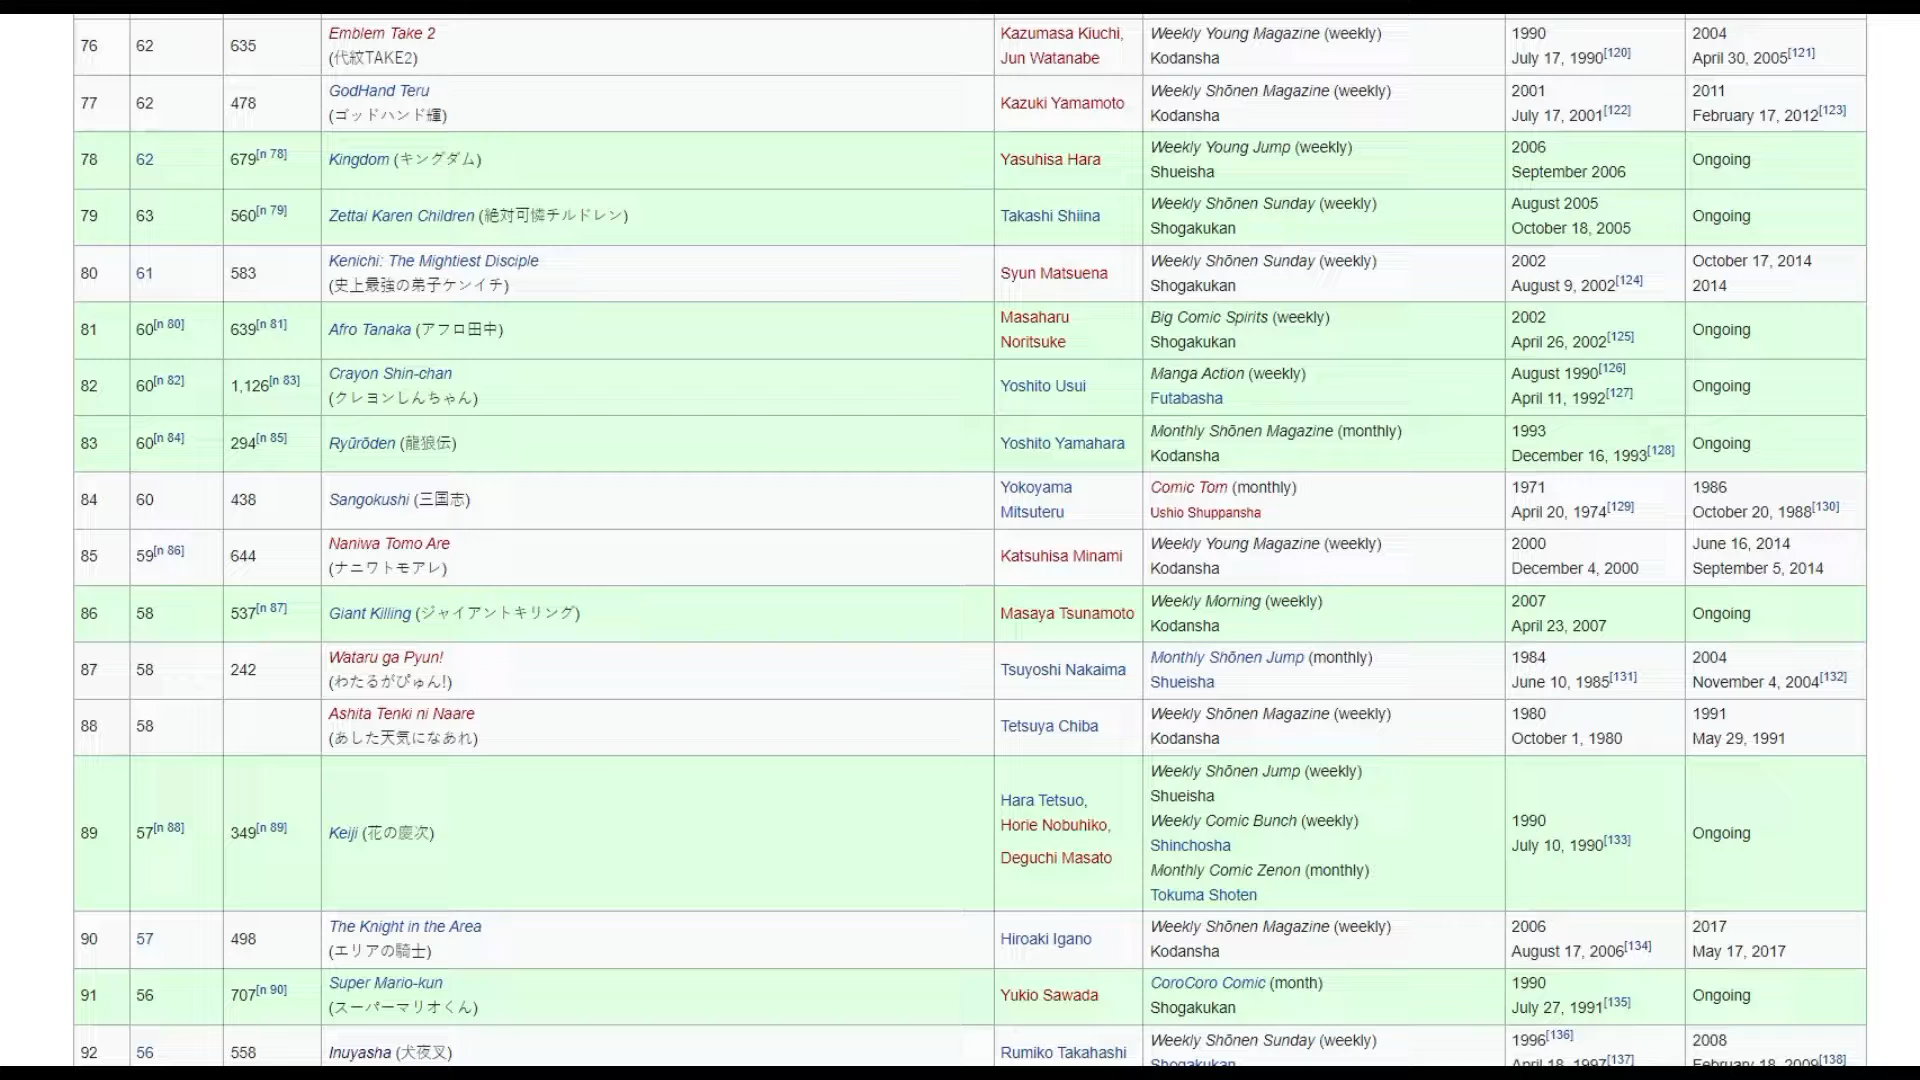 76 62 635 Emblem Take 2 Kazumasa Kiuchi, Weekly Young Magazine (weekly) 1990 2004
(代紋TAKE2) Jun Watanabe Kodansha July 17, 1990[120] April 30, 2005[121]
77 62 478 GodHand Teru Kazuki Yamamoto Weekly Shōnen Magazine (weekly) 2001 2011
(ゴッドハンド輝) Kodansha July 17, 2001[122] February 17, 2012[123]
78 62 679[n 78] Kingdom (キングダム) Yasuhisa Hara Weekly Young Jump (weekly) 2006 Ongoing
Shueisha September 2006
79 63 560[n 79] Zettai Karen Children (絶対可憐チルドレン) Takashi Shiina Weekly Shōnen Sunday (weekly) August 2005 Ongoing
Shogakukan October 18, 2005
80 61 583 Kenichi: The Mightiest Disciple Syun Matsuena Weekly Shōnen Sunday (weekly) 2002 October 17, 2014
(史上最強の弟子ケンイチ) Shogakukan August 9, 2002[124] 2014
81 60[n 80] 639[n 81] Afro Tanaka (アフロ田中) Masaharu Big Comic Spirits (weekly) 2002 Ongoing
Noritsuke Shogakukan April 26, 2002[125]
82 60[n 82] 1,126[n 83] Crayon Shin-chan Yoshito Usui Manga Action (weekly) August 1990[126] Ongoing
(クレヨンしんちゃん) Futabasha April 11, 1992[127]
83 60[n 84] 294[n 85] Ryūrōden (龍狼伝) Yoshito Yamahara Monthly Shōnen Magazine (monthly) 1993 Ongoing
Kodansha December 16, 1993[128]
84 60 438 Sangokushi (三国志) Yokoyama Comic Tom (monthly) 1971 1986
Mitsuteru Ushio Shuppansha April 20, 1974[129] October 20, 1988[130]
85 59[n 86] 644 Naniwa Tomo Are Katsuhisa Minami Weekly Young Magazine (weekly) 2000 June 16, 2014
(ナニワトモアレ) Kodansha December 4, 2000 September 5, 2014
86 58 537[n 87] Giant Killing (ジャイアントキリング) Masaya Tsunamoto Weekly Morning (weekly) 2007 Ongoing
Kodansha April 23, 2007
87 58 242 Wataru ga Pyun! Tsuyoshi Nakaima Monthly Shōnen Jump (monthly) 1984 2004
(わたるがぴゅん!) Shueisha June 10, 1985[131] November 4, 2004[132]
88 58 Ashita Tenki ni Naare Tetsuya Chiba Weekly Shōnen Magazine (weekly) 1980 1991
(あした天気になあれ) Kodansha October 1, 1980 May 29, 1991
89 57[n 88] 349[n 89] Keiji (花の慶次) Hara Tetsuo, Weekly Shōnen Jump (weekly) 1990 Ongoing
Horie Nobuhiko, Shueisha July 10, 1990[133]
Deguchi Masato Weekly Comic Bunch (weekly)
Shinchosha
Monthly Comic Zenon (monthly)
Tokuma Shoten
90 57 498 The Knight in the Area Hiroaki Igano Weekly Shōnen Magazine (weekly) 2006 2017
(エリアの騎士) Kodansha August 17, 2006[134] May 17, 2017
91 56 707[n 90] Super Mario-kun Yukio Sawada CoroCoro Comic (month) 1990 Ongoing
(スーパーマリオくん) Shogakukan July 27, 1991[135]
92 56 558 Inuyasha (犬夜叉) Rumiko Takahashi Weekly Shōnen Sunday (weekly) 1996[136] 2008
Shogakukan April 18, 1997[137] February 18, 2009[138]